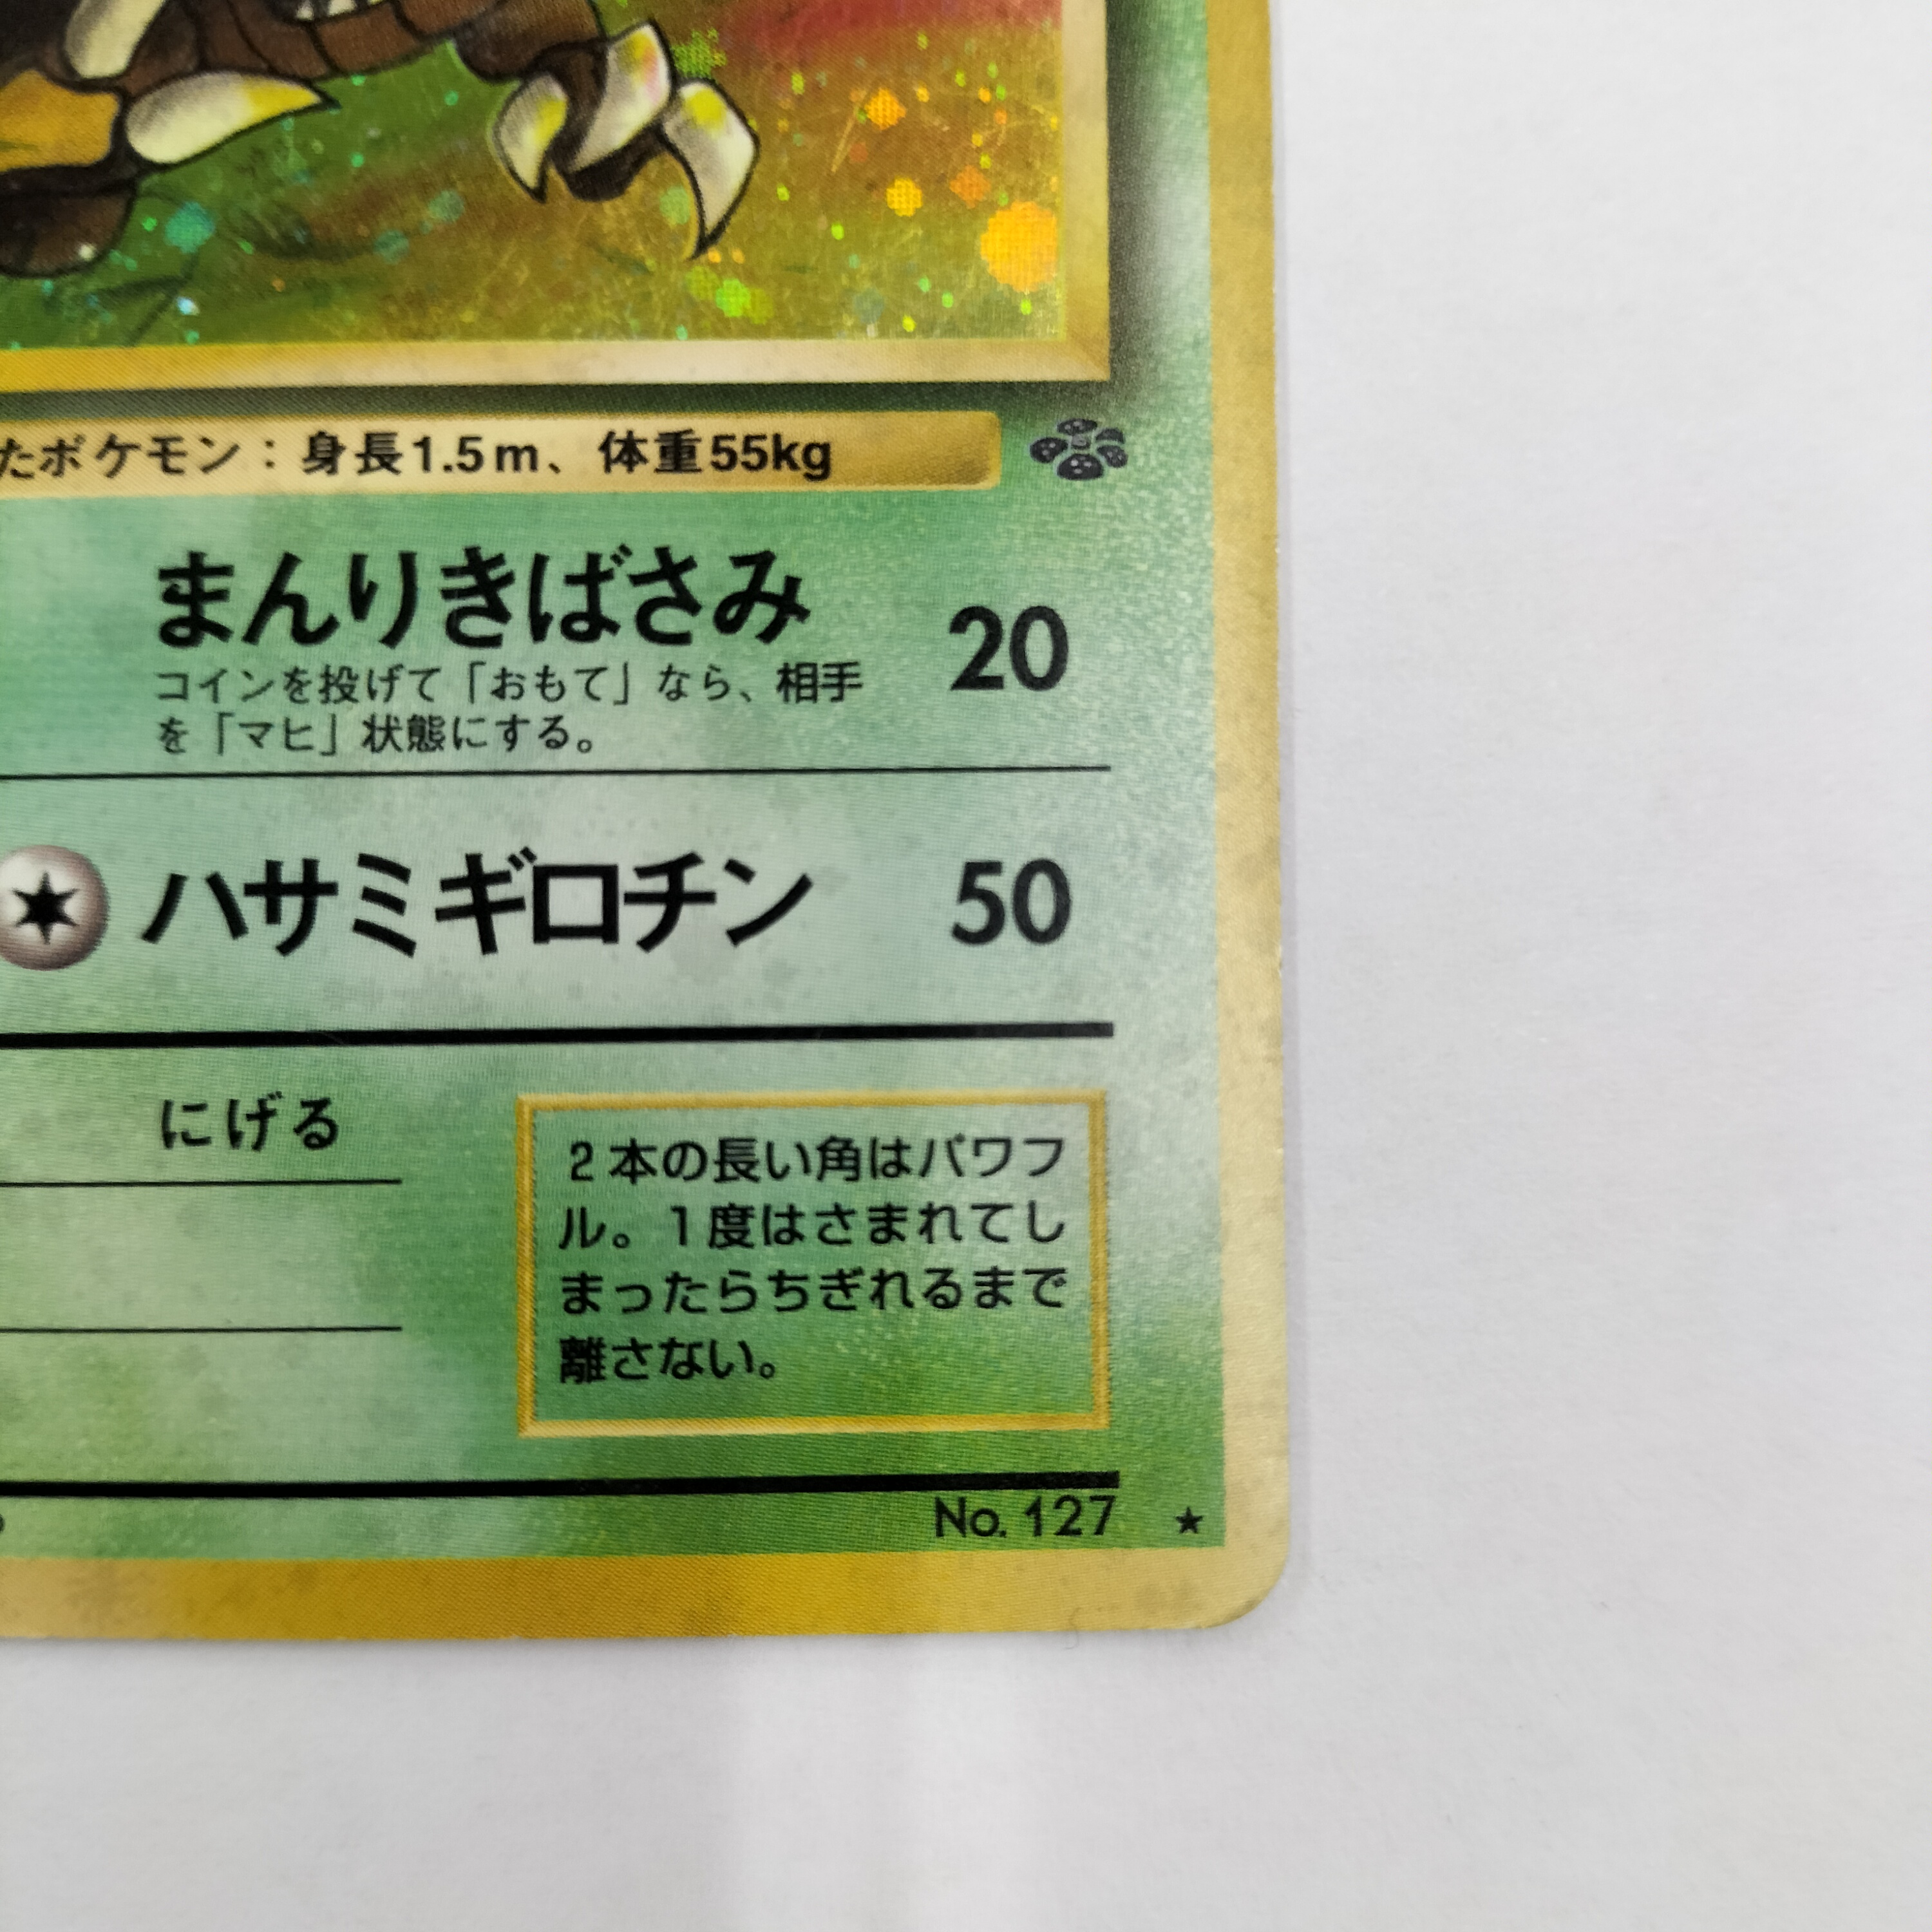 たポケモン：身長1.5m、体重55kg
まんりきばさみ 20
コインを投げて「おもて」なら、相手
を「マヒ」状態にする。
ハサミギロチン 50
にげる
2本の長い角はパワフ
ル。1度はさまれてし
まったらちぎれるまで
離さない。
No. 127 ★